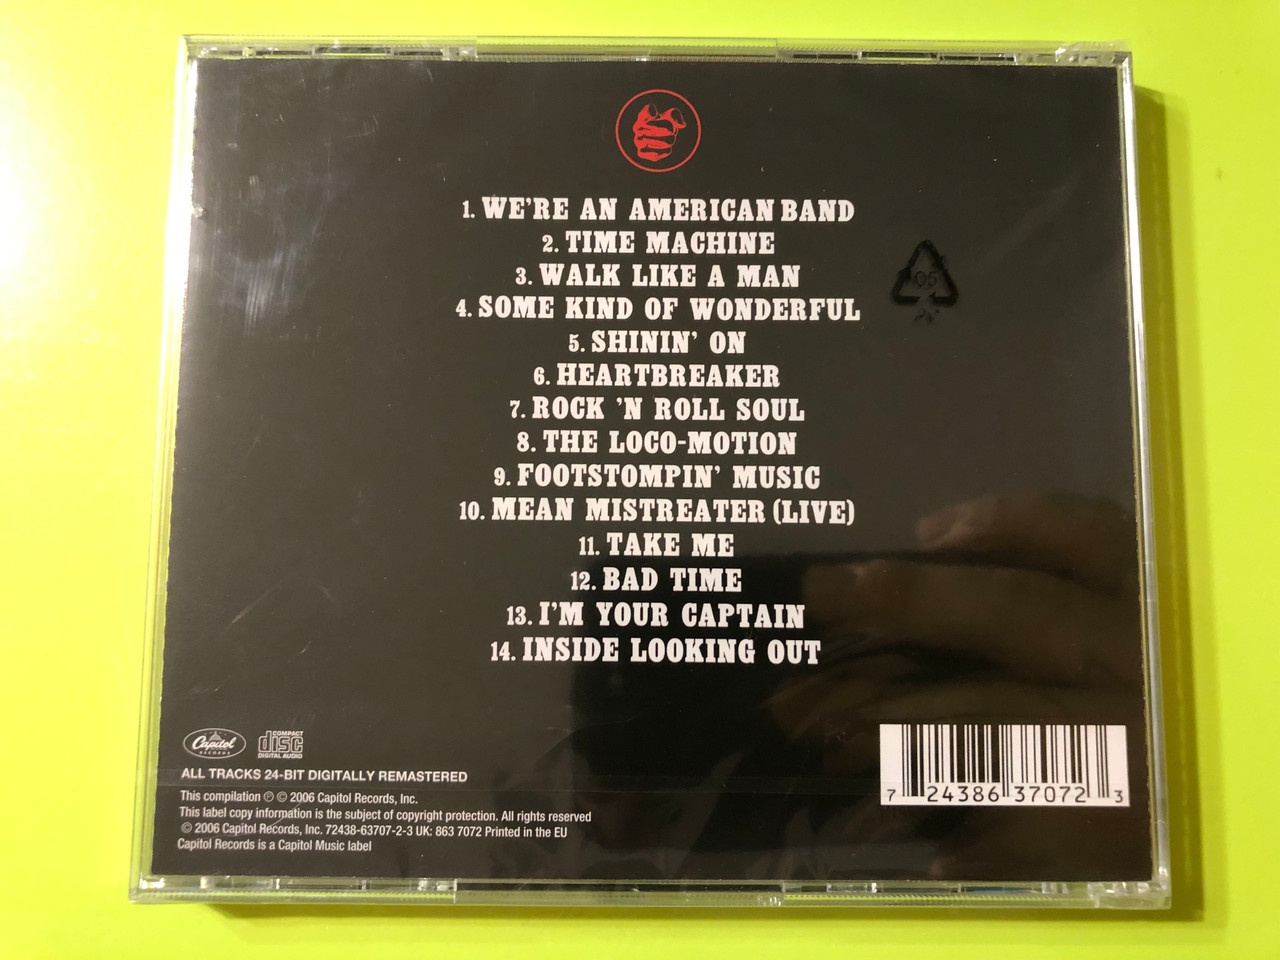 1. WE'RE AN AMERICAN BAND
2. TIME MACHINE
3. WALK LIKE A MAN
4. SOME KIND OF WONDERFUL
5. SHININ' ON
6. HEARTBREAKER
7. ROCK 'N ROLL SOUL
8. THE LOCO-MOTION
9. FOOTSTOMPIN' MUSIC
10. MEAN MISTREATER (LIVE)
11. TAKE ME
12. BAD TIME
13. I'M YOUR CAPTAIN
14. INSIDE LOOKING OUT
05
Capitol
RECORDS
COMPACT
disc
DIGITAL AUDIO
ALL TRACKS 24-BIT DIGITALLY REMASTERED
This compilation ℗ © 2006 Capitol Records, Inc.
This label copy information is the subject of copyright protection. All rights reserved
© 2006 Capitol Records, Inc. 72438-63707-2-3 UK: 863 7072 Printed in the EU
Capitol Records is a Capitol Music label
7 24386 37072 3